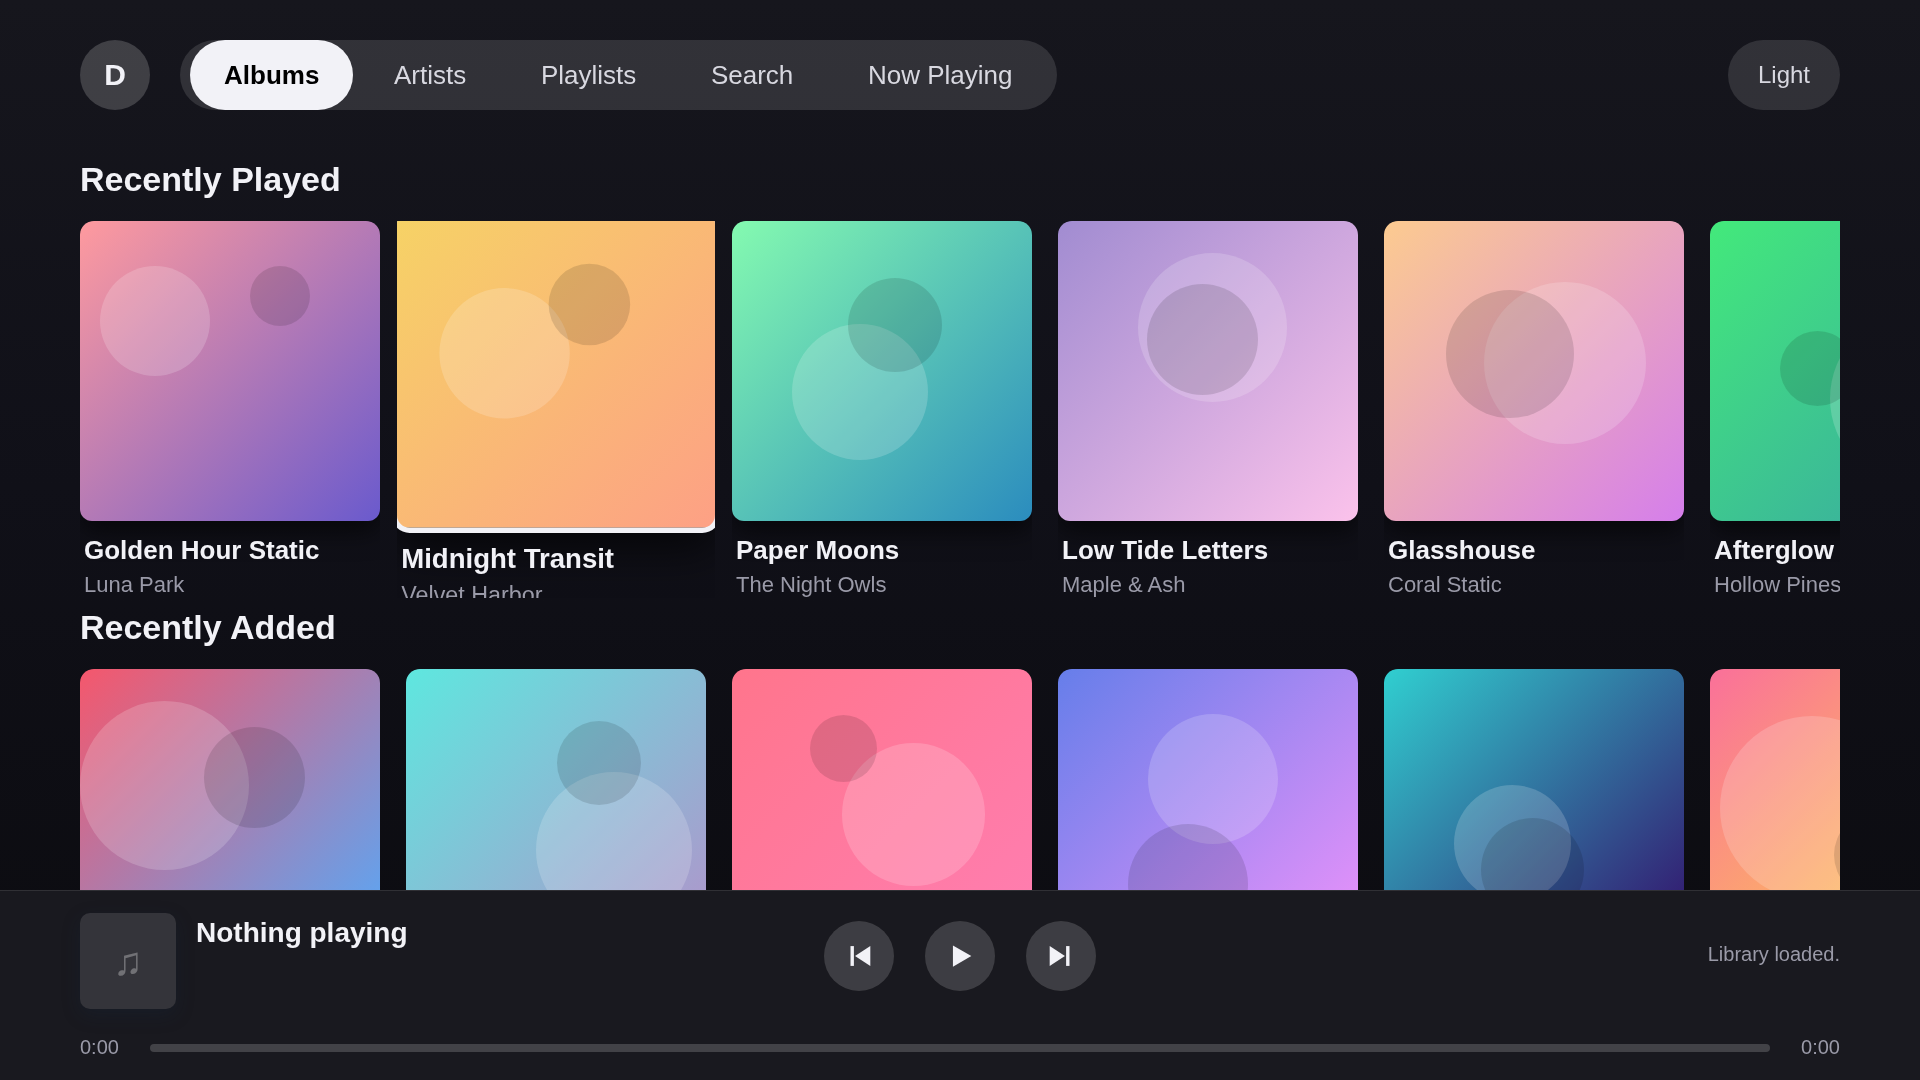 D
Albums
Artists
Playlists
Search
Now Playing
Light
Recently Played
Golden Hour Static
Luna Park
Midnight Transit
Velvet Harbor
Paper Moons
The Night Owls
Low Tide Letters
Maple & Ash
Glasshouse
Coral Static
Afterglow
Hollow Pines
Recently Added
Nothing playing
Library loaded.
0:00
0:00